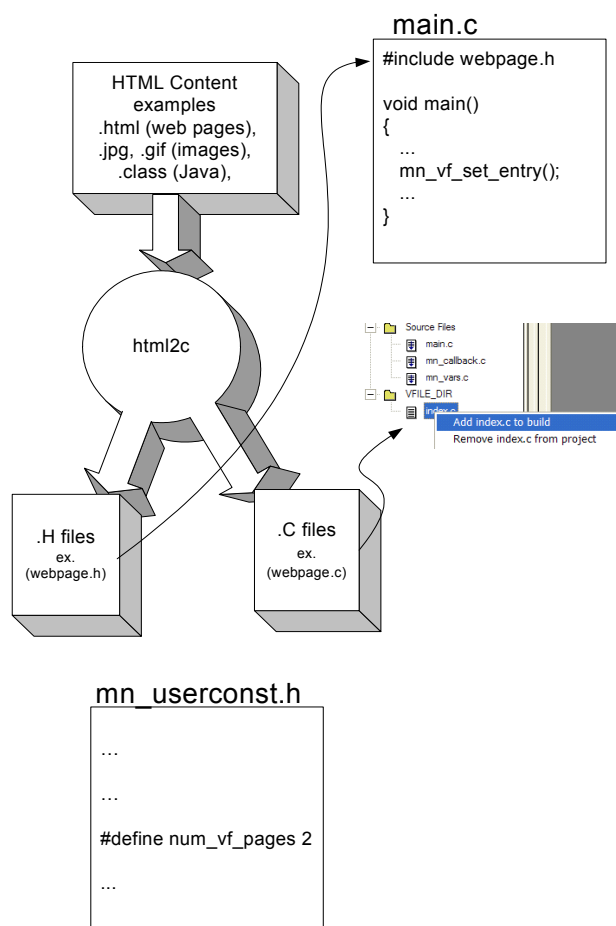 main.c
#include webpage.h
void main()
{
...
mn_vf_set_entry();
...
}
HTML Content
examples
.html (web pages),
.jpg, .gif (images),
.class (Java),
html2c
Source Files
main.c
mn_callback.c
mn_vars.c
VFILE_DIR
index.c
Add index.c to build
Remove index.c from project
.H files
ex.
(webpage.h)
.C files
ex.
(webpage.c)
mn_userconst.h
...
...
#define num_vf_pages 2
...